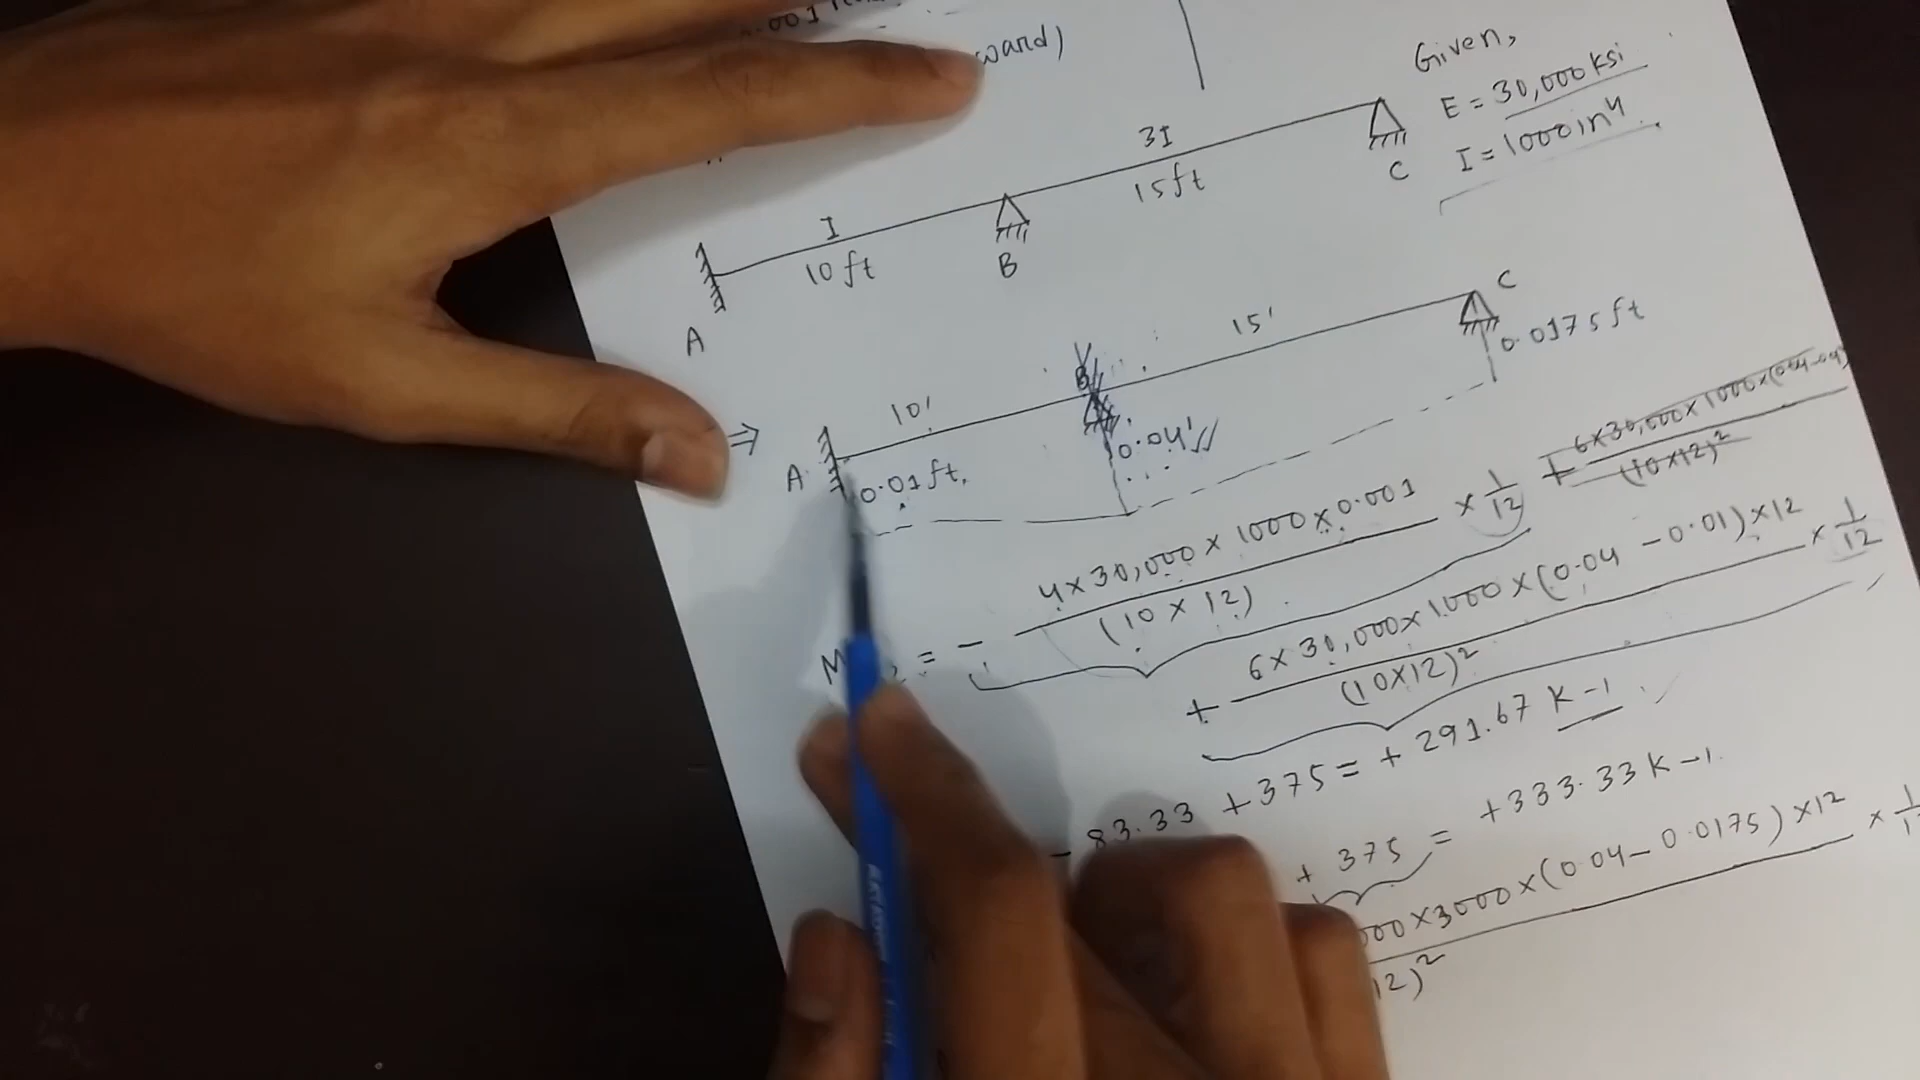 ward)
Given,
E = 30,000 ksi
I = 1000 in⁴
I
3I
10 ft
15 ft
A
B
C
⇒
10'
15'
A
B
C
0.01 ft.
0.04'
0.0175 ft
= - 4 × 30,000 × 1000 × 0.001 / (10 × 12) × 1/12
+ 6 × 30,000 × 1000 × (0.04 - 0.01) × 12 / (10×12)² × 1/12
- 83.33 + 375 = + 291.67 K-1
+ 375 = + 333.33 K-1
000 × 3000 × (0.04 - 0.0175) × 12 / 12)²